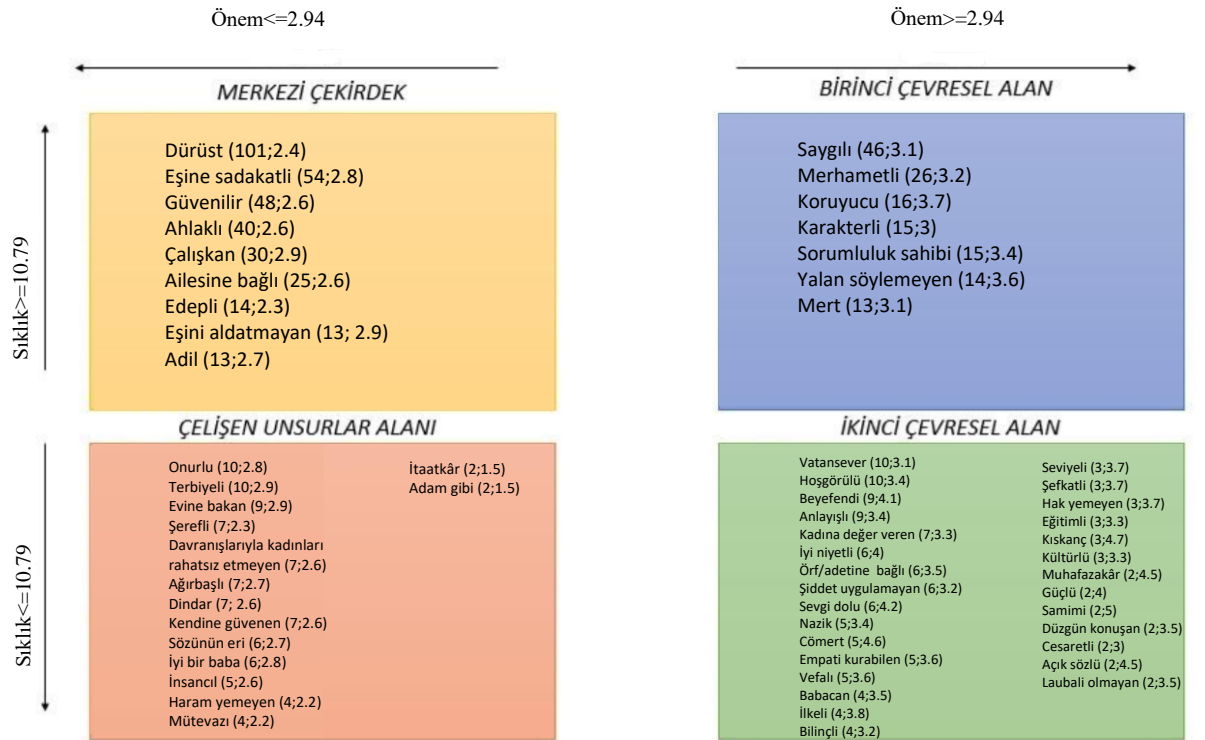 Önem<=2.94
Önem>=2.94
MERKEZİ ÇEKİRDEK
BİRİNCİ ÇEVRESEL ALAN
Sıklık>=10.79
Dürüst (101;2.4)
Eşine sadakatli (54;2.8)
Güvenilir (48;2.6)
Ahlaklı (40;2.6)
Çalışkan (30;2.9)
Ailesine bağlı (25;2.6)
Edepli (14;2.3)
Eşini aldatmayan (13; 2.9)
Adil (13;2.7)
Saygılı (46;3.1)
Merhametli (26;3.2)
Koruyucu (16;3.7)
Karakterli (15;3)
Sorumluluk sahibi (15;3.4)
Yalan söylemeyen (14;3.6)
Mert (13;3.1)
ÇELİŞEN UNSURLAR ALANI
İKİNCİ ÇEVRESEL ALAN
Sıklık<=10.79
Onurlu (10;2.8)
Terbiyeli (10;2.9)
Evine bakan (9;2.9)
Şerefli (7;2.3)
Davranışlarıyla kadınları
rahatsız etmeyen (7;2.6)
Ağırbaşlı (7;2.7)
Dindar (7; 2.6)
Kendine güvenen (7;2.6)
Sözünün eri (6;2.7)
İyi bir baba (6;2.8)
İnsancıl (5;2.6)
Haram yemeyen (4;2.2)
Mütevazı (4;2.2)
İtaatkâr (2;1.5)
Adam gibi (2;1.5)
Vatansever (10;3.1)
Hoşgörülü (10;3.4)
Beyefendi (9;4.1)
Anlayışlı (9;3.4)
Kadına değer veren (7;3.3)
İyi niyetli (6;4)
Örf/adetine bağlı (6;3.5)
Şiddet uygulamayan (6;3.2)
Sevgi dolu (6;4.2)
Nazik (5;3.4)
Cömert (5;4.6)
Empati kurabilen (5;3.6)
Vefalı (5;3.6)
Babacan (4;3.5)
İlkeli (4;3.8)
Bilinçli (4;3.2)
Seviyeli (3;3.7)
Şefkatli (3;3.7)
Hak yemeyen (3;3.7)
Eğitimli (3;3.3)
Kıskanç (3;4.7)
Kültürlü (3;3.3)
Muhafazakâr (2;4.5)
Güçlü (2;4)
Samimi (2;5)
Düzgün konuşan (2;3.5)
Cesaretli (2;3)
Açık sözlü (2;4.5)
Laubali olmayan (2;3.5)